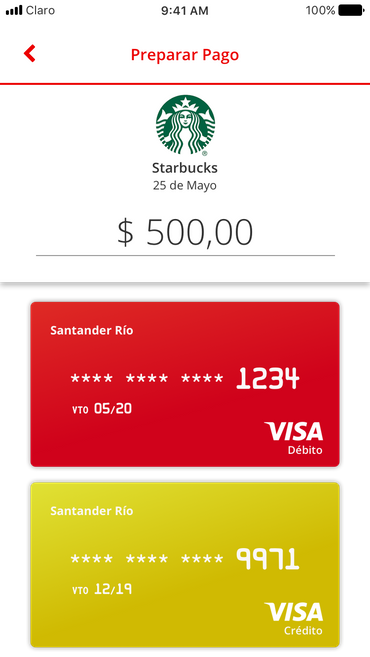 Claro 9:41 AM 100%
Preparar Pago
Starbucks
25 de Mayo
$ 500,00
Santander Río
**** **** **** 1234
VTO 05/20
VISA
Débito
Santander Río
**** **** **** 9971
VTO 12/19
VISA
Crédito